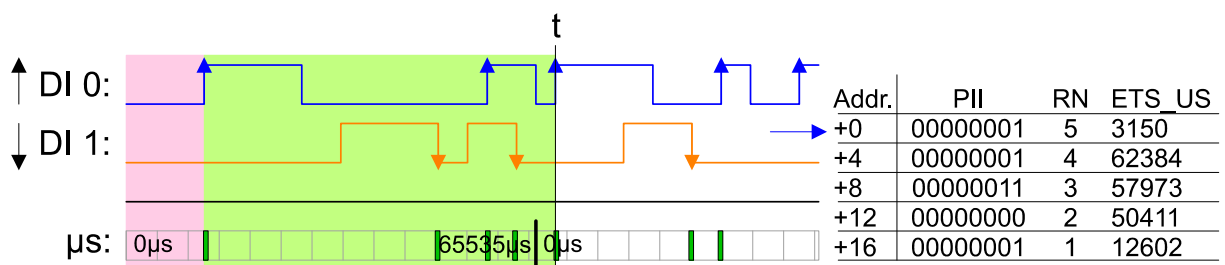 t
DI 0:
DI 1:
µs: 0µs 65535µs 0µs
Addr. PII RN ETS_US
+0 00000001 5 3150
+4 00000001 4 62384
+8 00000011 3 57973
+12 00000000 2 50411
+16 00000001 1 12602